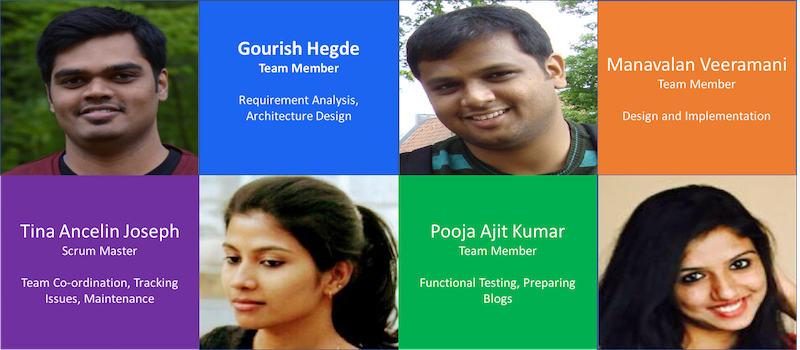 Gourish Hegde
Team Member
Requirement Analysis,
Architecture Design
Manavalan Veeramani
Team Member
Design and Implementation
Tina Ancelin Joseph
Scrum Master
Team Co-ordination, Tracking
Issues, Maintenance
Pooja Ajit Kumar
Team Member
Functional Testing, Preparing
Blogs